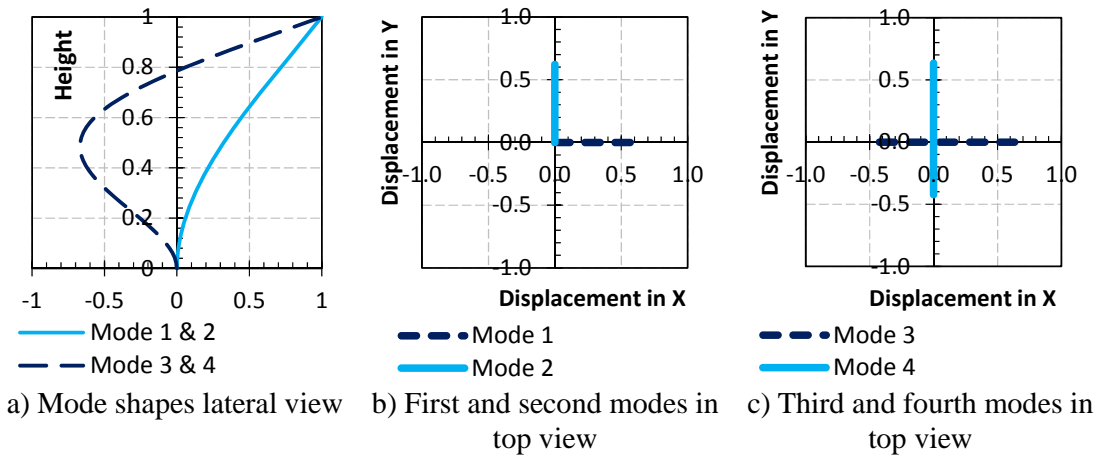 Height
1
0.8
0.6
0.4
0.2
0
-1 -0.5 0 0.5 1
Mode 1 & 2
Mode 3 & 4
a) Mode shapes lateral view
Displacement in Y
1.0
0.5
0.0
-0.5
-1.0
-1.0 -0.5 0.0 0.5 1.0
Displacement in X
Mode 1
Mode 2
b) First and second modes in
top view
Displacement in Y
1.0
0.5
0.0
-0.5
-1.0
-1.0 -0.5 0.0 0.5 1.0
Displacement in X
Mode 3
Mode 4
c) Third and fourth modes in
top view